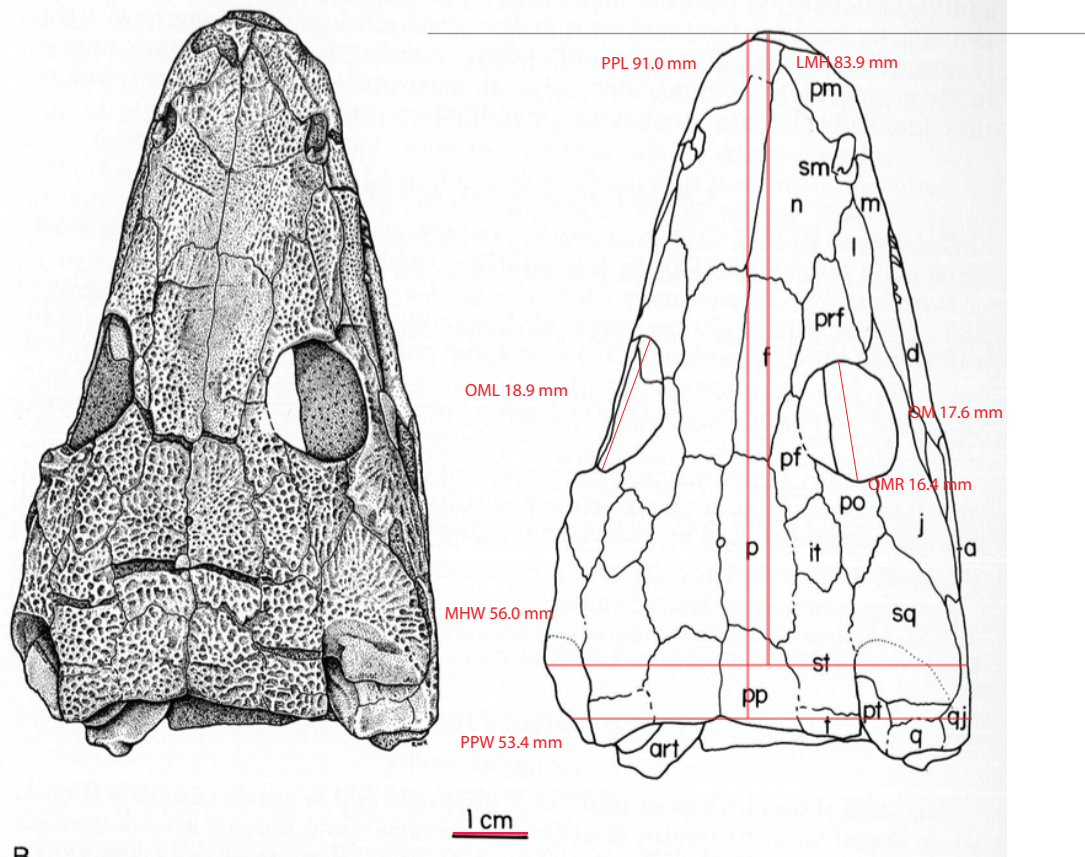 PPL 91.0 mm
LMH 83.9 mm
pm
sm
n
m
l
prf
d
f
OML 18.9 mm
OM 17.6 mm
pf
OMR 16.4 mm
po
j
p
it
a
MHW 56.0 mm
sq
st
pp
pt
qj
t
q
PPW 53.4 mm
art
1 cm
B